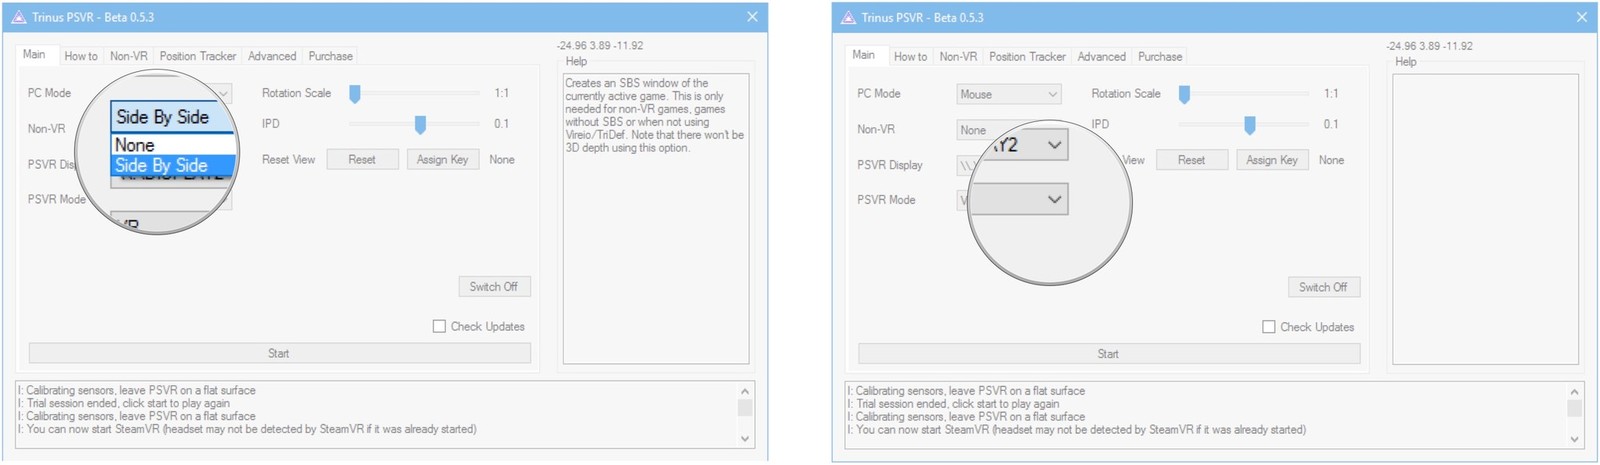 Trinus PSVR - Beta 0.5.3
Main How to Non-VR Position Tracker Advanced Purchase
-24.96 3.89 -11.92
Help
PC Mode
Rotation Scale 1:1
Side By Side
Non-VR
None
IPD 0.1
Side By Side
Reset View Reset Assign Key None
PSVR Mode
Creates an SBS window of the
currently active game. This is only
needed for non-VR games, games
without SBS or when not using
Vireio/TriDef. Note that there won't be
3D depth using this option.
Switch Off
Check Updates
Start
I: Calibrating sensors, leave PSVR on a flat surface
I: Trial session ended, click start to play again
I: Calibrating sensors, leave PSVR on a flat surface
I: You can now start SteamVR (headset may not be detected by SteamVR if it was already started)
Trinus PSVR - Beta 0.5.3
Main How to Non-VR Position Tracker Advanced Purchase
-24.96 3.89 -11.92
Help
PC Mode Mouse Rotation Scale 1:1
Non-VR None IPD 0.1
PSVR Display View Reset Assign Key None
PSVR Mode
Switch Off
Check Updates
Start
I: Calibrating sensors, leave PSVR on a flat surface
I: Trial session ended, click start to play again
I: Calibrating sensors, leave PSVR on a flat surface
I: You can now start SteamVR (headset may not be detected by SteamVR if it was already started)